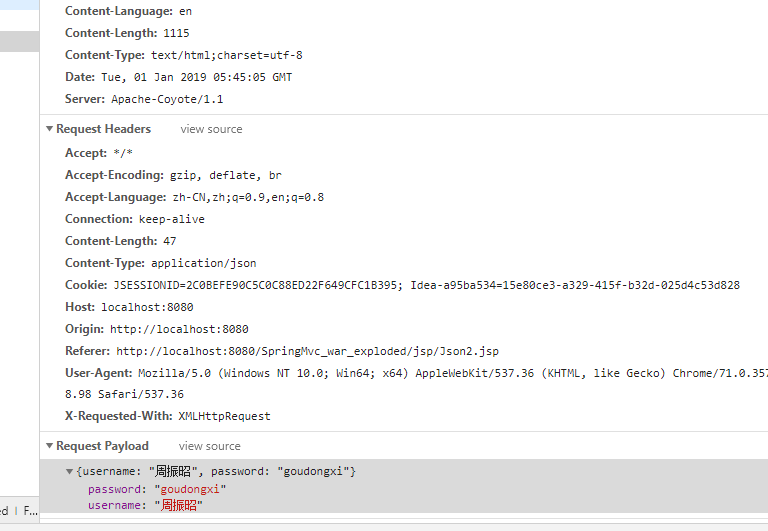 Content-Language: en
Content-Length: 1115
Content-Type: text/html;charset=utf-8
Date: Tue, 01 Jan 2019 05:45:05 GMT
Server: Apache-Coyote/1.1
Request Headers view source
Accept: */*
Accept-Encoding: gzip, deflate, br
Accept-Language: zh-CN,zh;q=0.9,en;q=0.8
Connection: keep-alive
Content-Length: 47
Content-Type: application/json
Cookie: JSESSIONID=2C0BEFE90C5C0C88ED22F649CFC1B395; Idea-a95ba534=15e80ce3-a329-415f-b32d-025d4c53d828
Host: localhost:8080
Origin: http://localhost:8080
Referer: http://localhost:8080/SpringMvc_war_exploded/jsp/Json2.jsp
User-Agent: Mozilla/5.0 (Windows NT 10.0; Win64; x64) AppleWebKit/537.36 (KHTML, like Gecko) Chrome/71.0.357
8.98 Safari/537.36
X-Requested-With: XMLHttpRequest
Request Payload view source
{username: "周振昭", password: "goudongxi"}
password: "goudongxi"
username: "周振昭"
ed | F...